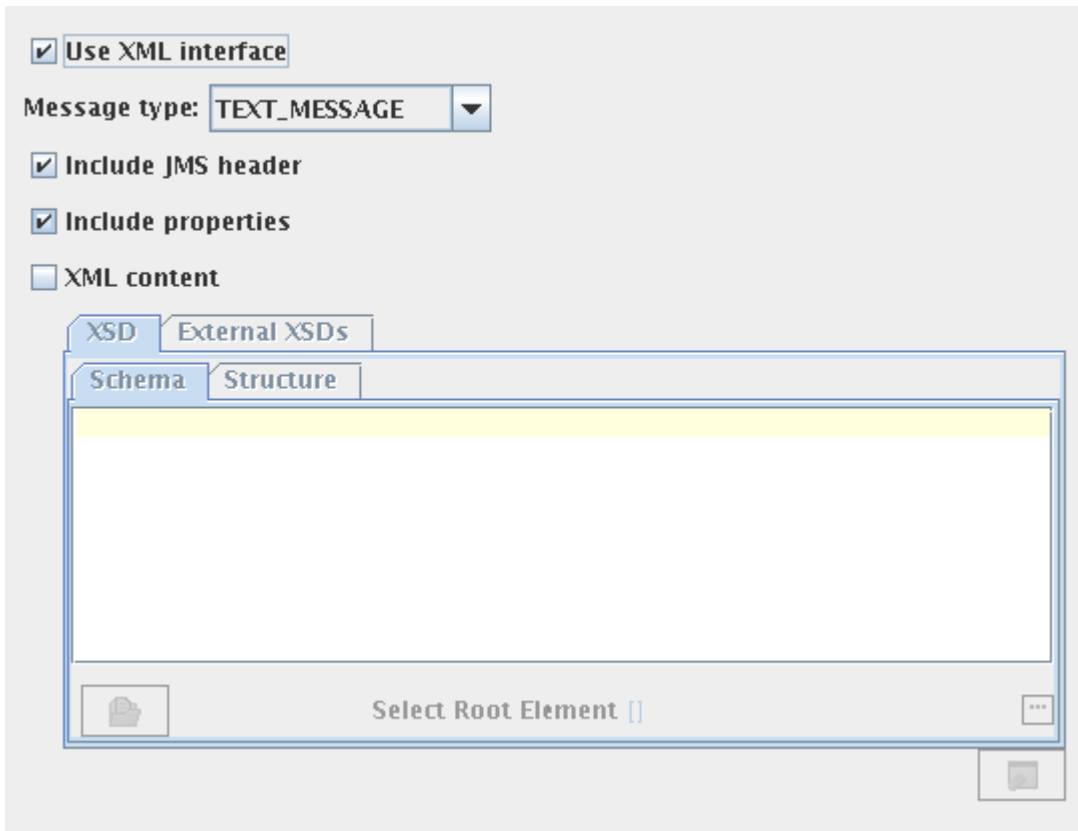 Use XML interface
Message type: TEXT_MESSAGE
Include JMS header
Include properties
XML content
XSD External XSDs
Schema Structure
Select Root Element []
...